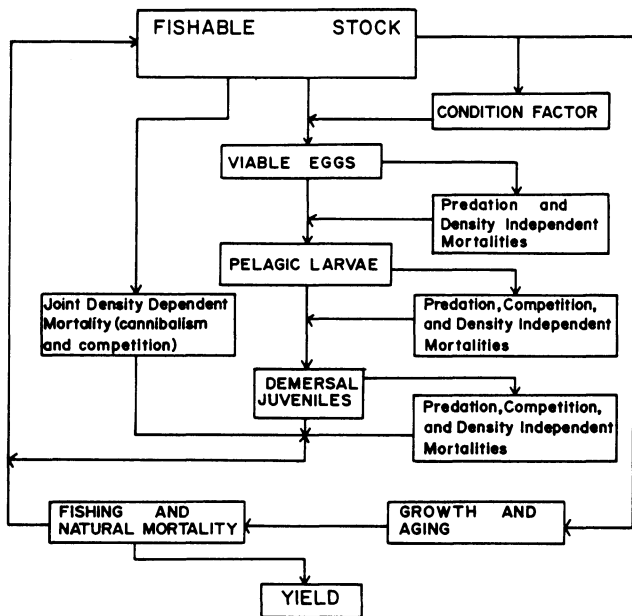 FISHABLE STOCK
CONDITION FACTOR
VIABLE EGGS
Predation and
Density Independent
Mortalities
PELAGIC LARVAE
Joint Density Dependent
Mortality (cannibalism
and competition)
Predation, Competition,
and Density Independent
Mortalities
DEMERSAL
JUVENILES
Predation, Competition,
and Density Independent
Mortalities
FISHING AND
NATURAL MORTALITY
GROWTH AND
AGING
YIELD